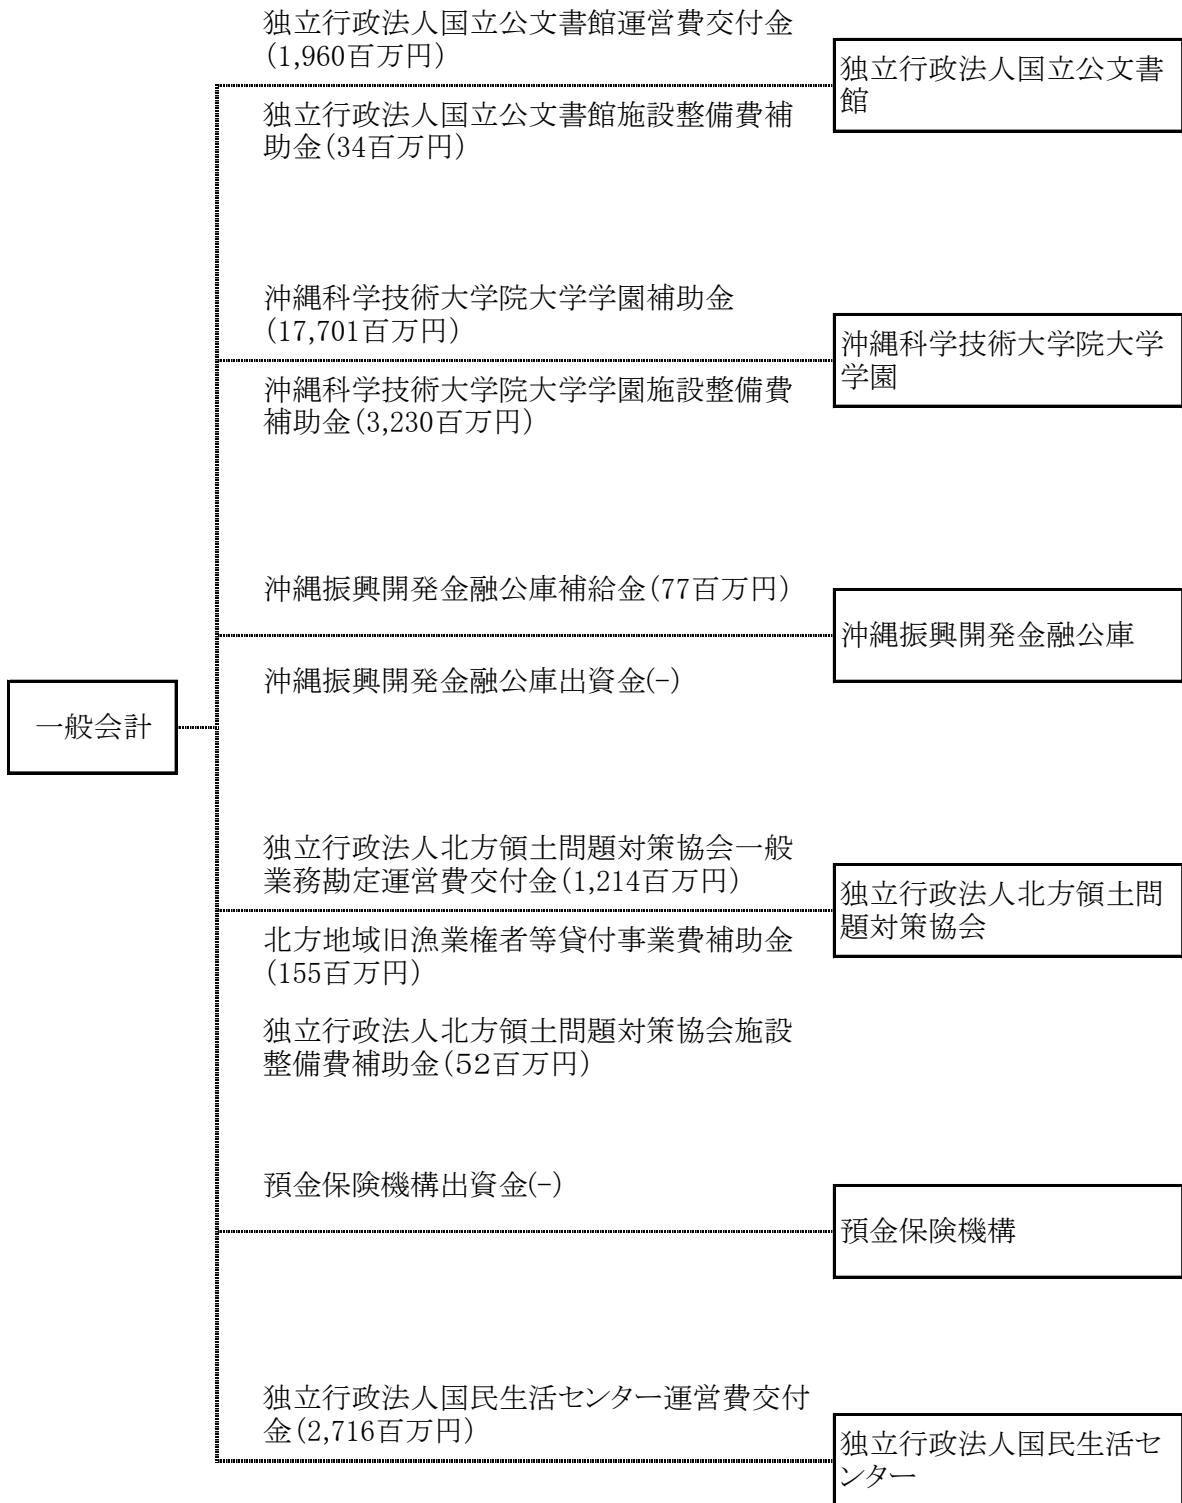 独立行政法人国立公文書館運営費交付金
(1,960百万円)
独立行政法人国立公文書
館
独立行政法人国立公文書館施設整備費補
助金(34百万円)
沖縄科学技術大学院大学学園補助金
(17,701百万円)
沖縄科学技術大学院大学
学園
沖縄科学技術大学院大学学園施設整備費
補助金(3,230百万円)
沖縄振興開発金融公庫補給金(77百万円)
沖縄振興開発金融公庫
沖縄振興開発金融公庫出資金(-)
一般会計
独立行政法人北方領土問題対策協会一般
業務勘定運営費交付金(1,214百万円)
独立行政法人北方領土問
題対策協会
北方地域旧漁業権者等貸付事業費補助金
(155百万円)
独立行政法人北方領土問題対策協会施設
整備費補助金(52百万円)
預金保険機構出資金(-)
預金保険機構
独立行政法人国民生活センター運営費交付
金(2,716百万円)
独立行政法人国民生活セ
ンター